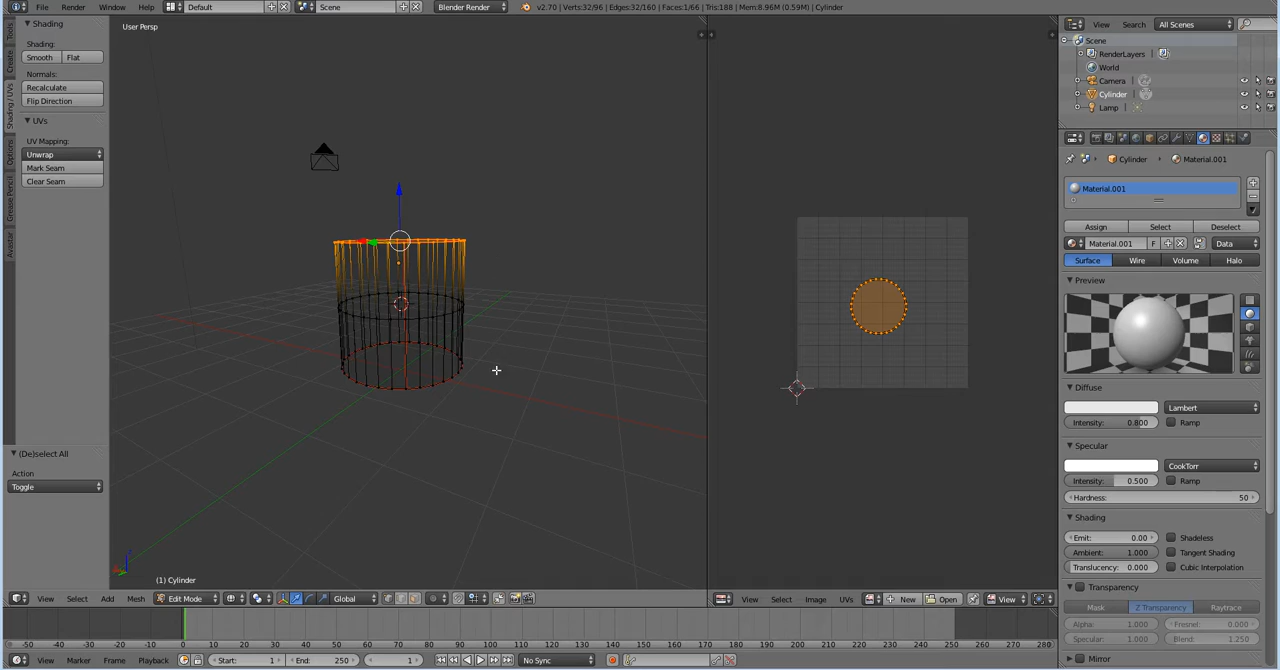 File Render Window Help Default Scene Blender Render v2.70 | Verts:32/96 | Edges:32/160 | Faces:1/66 | Tris:188 | Mem:8.96M (0.59M) | Cylinder
Shading
Shading:
Smooth Flat
Normals:
Recalculate
Flip Direction
UVs
UV Mapping:
Unwrap
Mark Seam
Clear Seam
Tools
Create
Shading / UVs
Options
Grease Pencil
Avastar
(De)select All
Action
Toggle
User Persp
(1) Cylinder
View Select Add Mesh Edit Mode Global
View Select Image UVs New Open View
View Search All Scenes
Scene
RenderLayers
World
Camera
Cylinder
Lamp
Cylinder Material.001
Material.001
Assign Select Deselect
Material.001 F Data
Surface Wire Volume Halo
Preview
Diffuse
Lambert
Intensity: 0.800 Ramp
Specular
CookTorr
Intensity: 0.500 Ramp
Hardness: 50
Shading
Emit: 0.00 Shadeless
Ambient: 1.000 Tangent Shading
Translucency: 0.000 Cubic Interpolation
Transparency
Mask Z Transparency Raytrace
Alpha: 1.000 Fresnel: 0.000
Specular: 1.000 Blend: 1.250
Mirror
-50 -40 -30 -20 -10 0 10 20 30 40 50 60 70 80 90 100 110 120 130 140 150 160 170 180 190 200 210 220 230 240 250 260 270 280
View Marker Frame Playback Start: 1 End: 250 1 No Sync